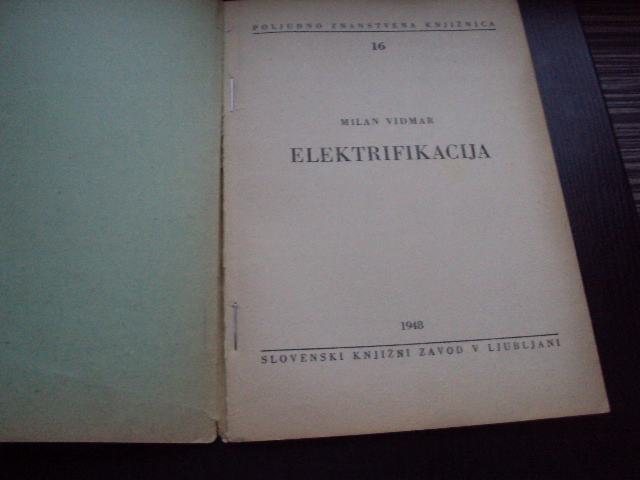 POLJUDNO ZNANSTVENA KNJIŽNICA
16
MILAN VIDMAR
ELEKTRIFIKACIJA
1948
SLOVENSKI KNJIŽNI ZAVOD V LJUBLJANI